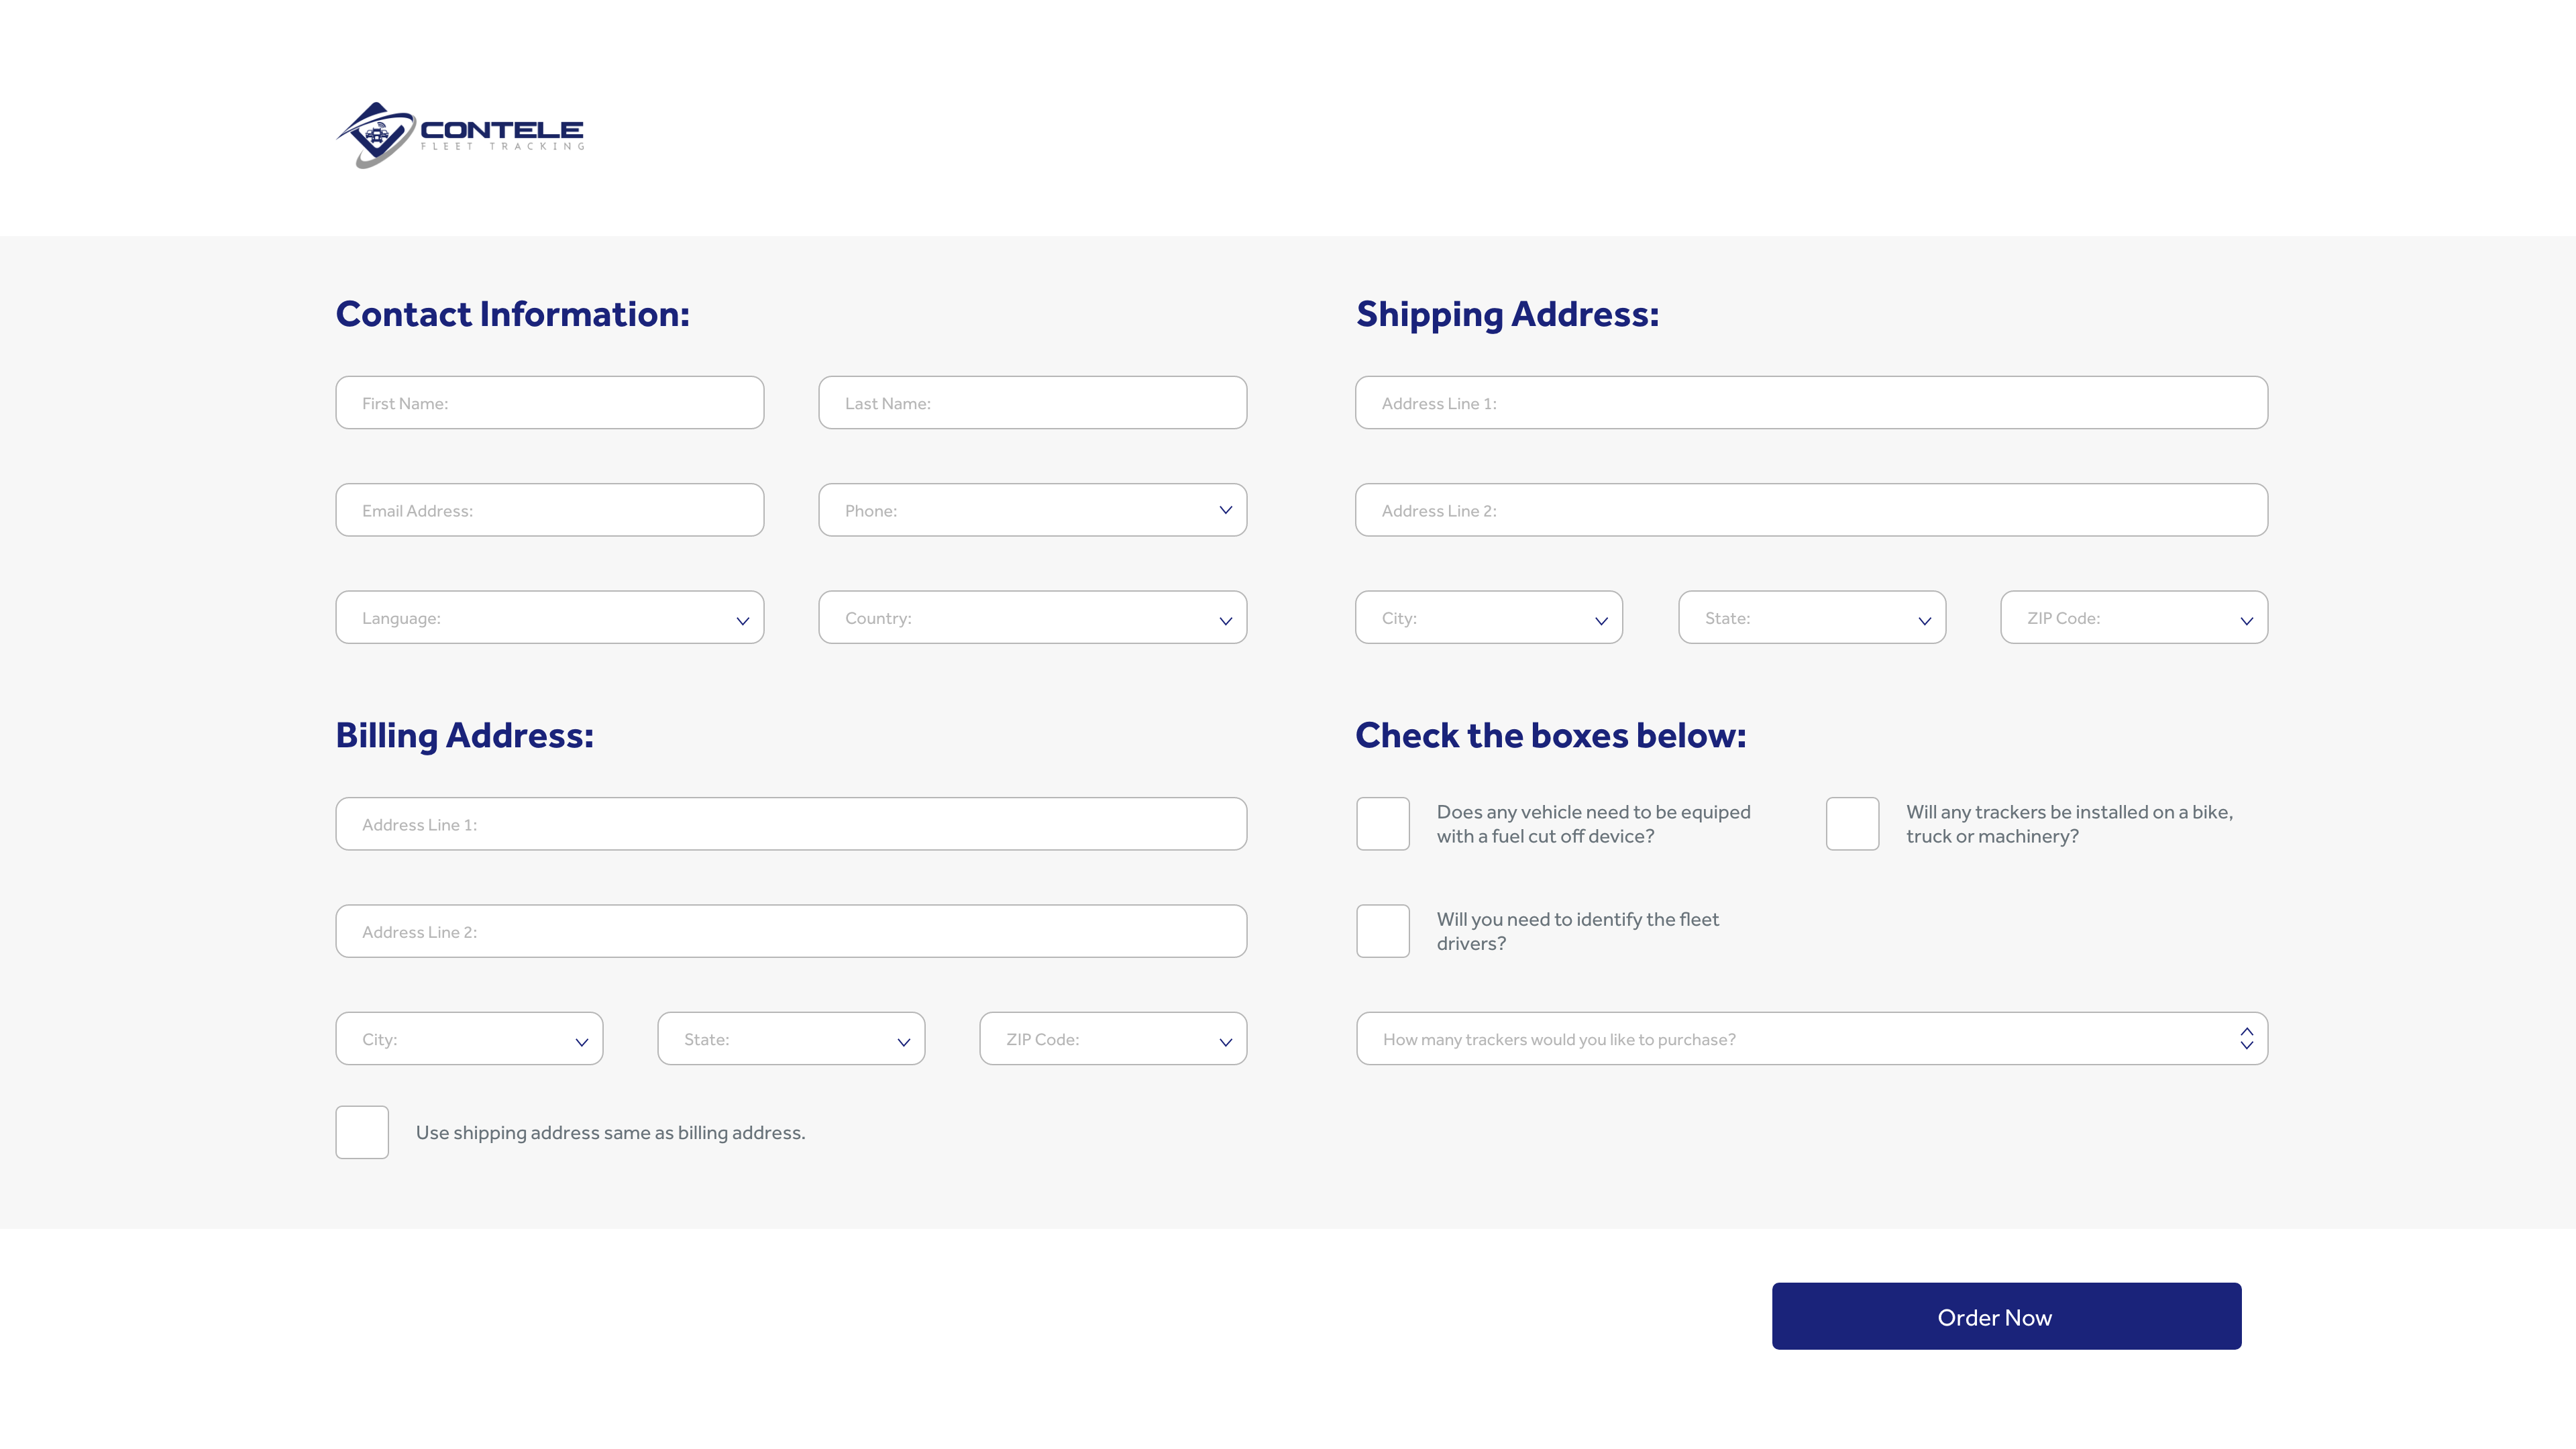 CONTELE
FLEET TRACKING
Contact Information:
First Name:
Last Name:
Email Address:
Phone:
Language:
Country:
Shipping Address:
Address Line 1:
Address Line 2:
City:
State:
ZIP Code:
Billing Address:
Address Line 1:
Address Line 2:
City:
State:
ZIP Code:
Use shipping address same as billing address.
Check the boxes below:
Does any vehicle need to be equiped
with a fuel cut off device?
Will any trackers be installed on a bike,
truck or machinery?
Will you need to identify the fleet
drivers?
How many trackers would you like to purchase?
Order Now